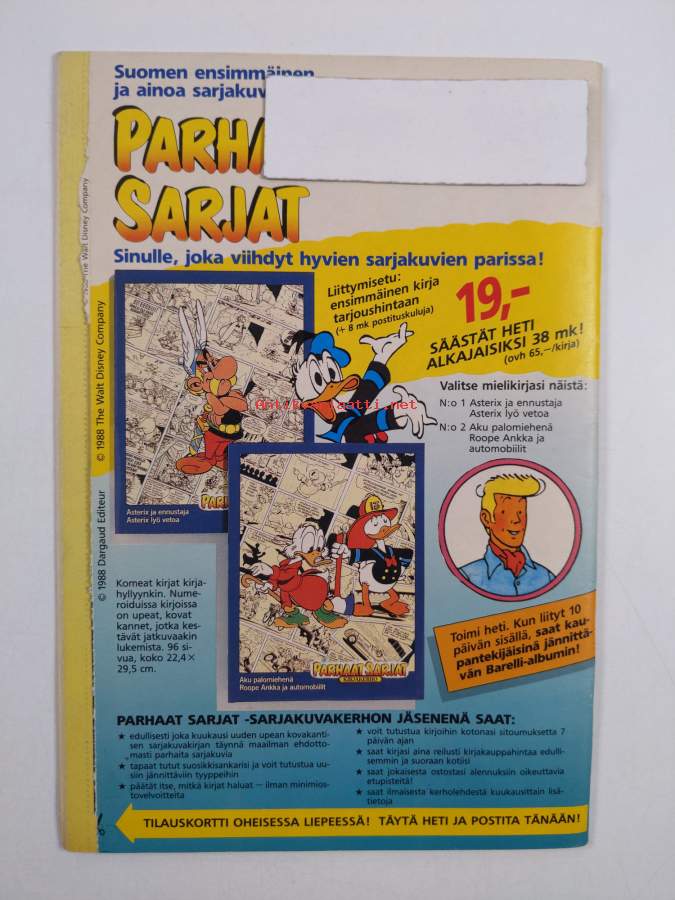 Suomen ensimmäinen
ja ainoa
PARHAAT
SARJAT
Sinulle, joka viihdyt hyvien sarjakuvien parissa!
Liittymisetu:
ensimmäinen kirja
tarjoushintaan
(+ 8 mk postituskuluja)
19,-
SÄÄSTÄT HETI
ALKAJAISIKSI 38 mk!
(ovh 65,—/kirja)
Valitse mielikirjasi näistä:
N:o 1 Asterix ja ennustaja
Asterix lyö vetoa
N:o 2 Aku palomiehenä
Roope Ankka ja
automobiilit
The Walt Disney Company
© 1988 The Walt Disney Company
© 1988 Dargaud Editeur
Asterix ja ennustaja
Asterix lyö vetoa
Komeat kirjat kirja-
hyllyynkin. Nume-
roiduissa kirjoissa
on upeat, kovat
kannet, jotka kes-
tävät jatkuvaakin
lukemista. 96 si-
vua, koko 22,4×
29,5 cm.
PARHAAT SARJAT
KIRJAKERHO
Aku palomiehenä
Roope Ankka ja automobiilit
Toimi heti. Kun liityt 10
päivän sisällä, saat kau-
pantekijäisinä jännittä-
vän Barelli-albumin!
PARHAAT SARJAT -SARJAKUVAKERHON JÄSENENÄ SAAT:
★ edullisesti joka kuukausi uuden upean kovakanti-
sen sarjakuvakirjan täynnä maailman ehdotto-
masti parhaita sarjakuvia
★ tapaat tutut suosikkisankarisi ja voit tutustua uu-
siin jännittäviin tyyppeihin
★ päätät itse, mitkä kirjat haluat — ilman minimios-
tovelvoitteita
★ voit tutustua kirjoihin kotonasi sitoumuksetta 7
päivän ajan
★ saat kirjasi aina reilusti kirjakauppahintaa edulli-
semmin ja suoraan kotiisi
★ saat jokaisesta ostostasi alennuksiin oikeuttavia
etupisteitä!
★ saat ilmaisesta kerholehdestä kuukausittain lisä-
tietoja
TILAUSKORTTI OHEISESSA LIEPEESSÄ! TÄYTÄ HETI JA POSTITA TÄNÄÄN!